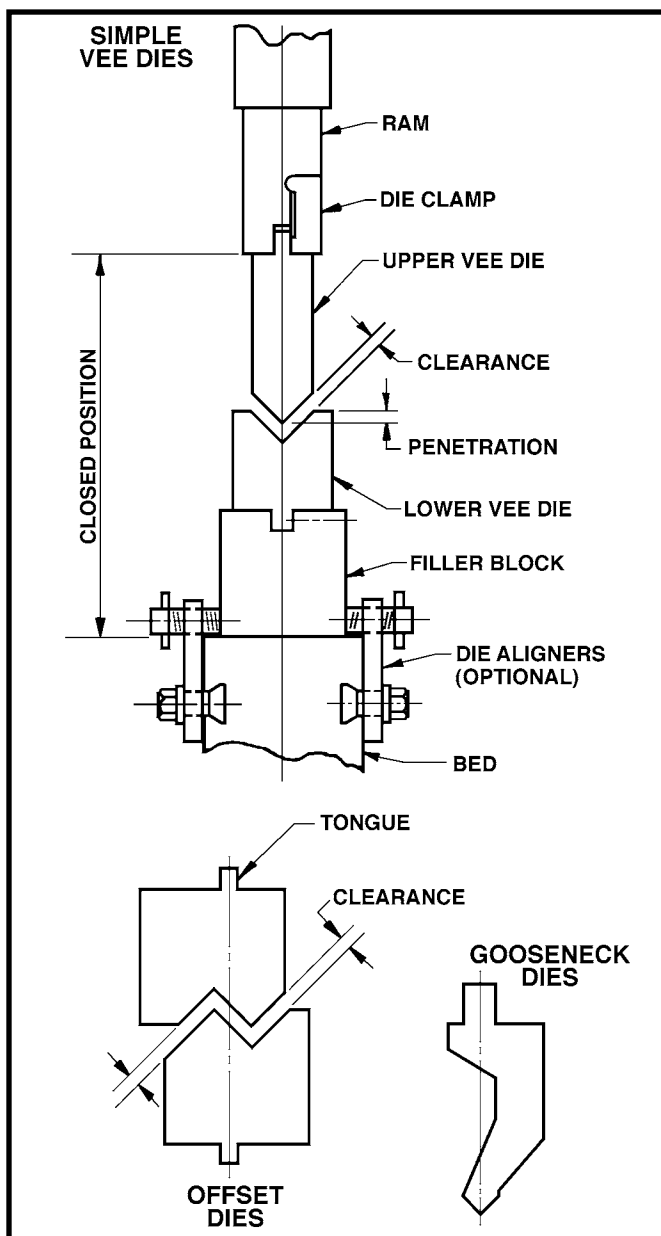 SIMPLE
VEE DIES
RAM
DIE CLAMP
UPPER VEE DIE
CLEARANCE
PENETRATION
LOWER VEE DIE
FILLER BLOCK
DIE ALIGNERS
(OPTIONAL)
BED
CLOSED POSITION
TONGUE
CLEARANCE
GOOSENECK
DIES
OFFSET
DIES